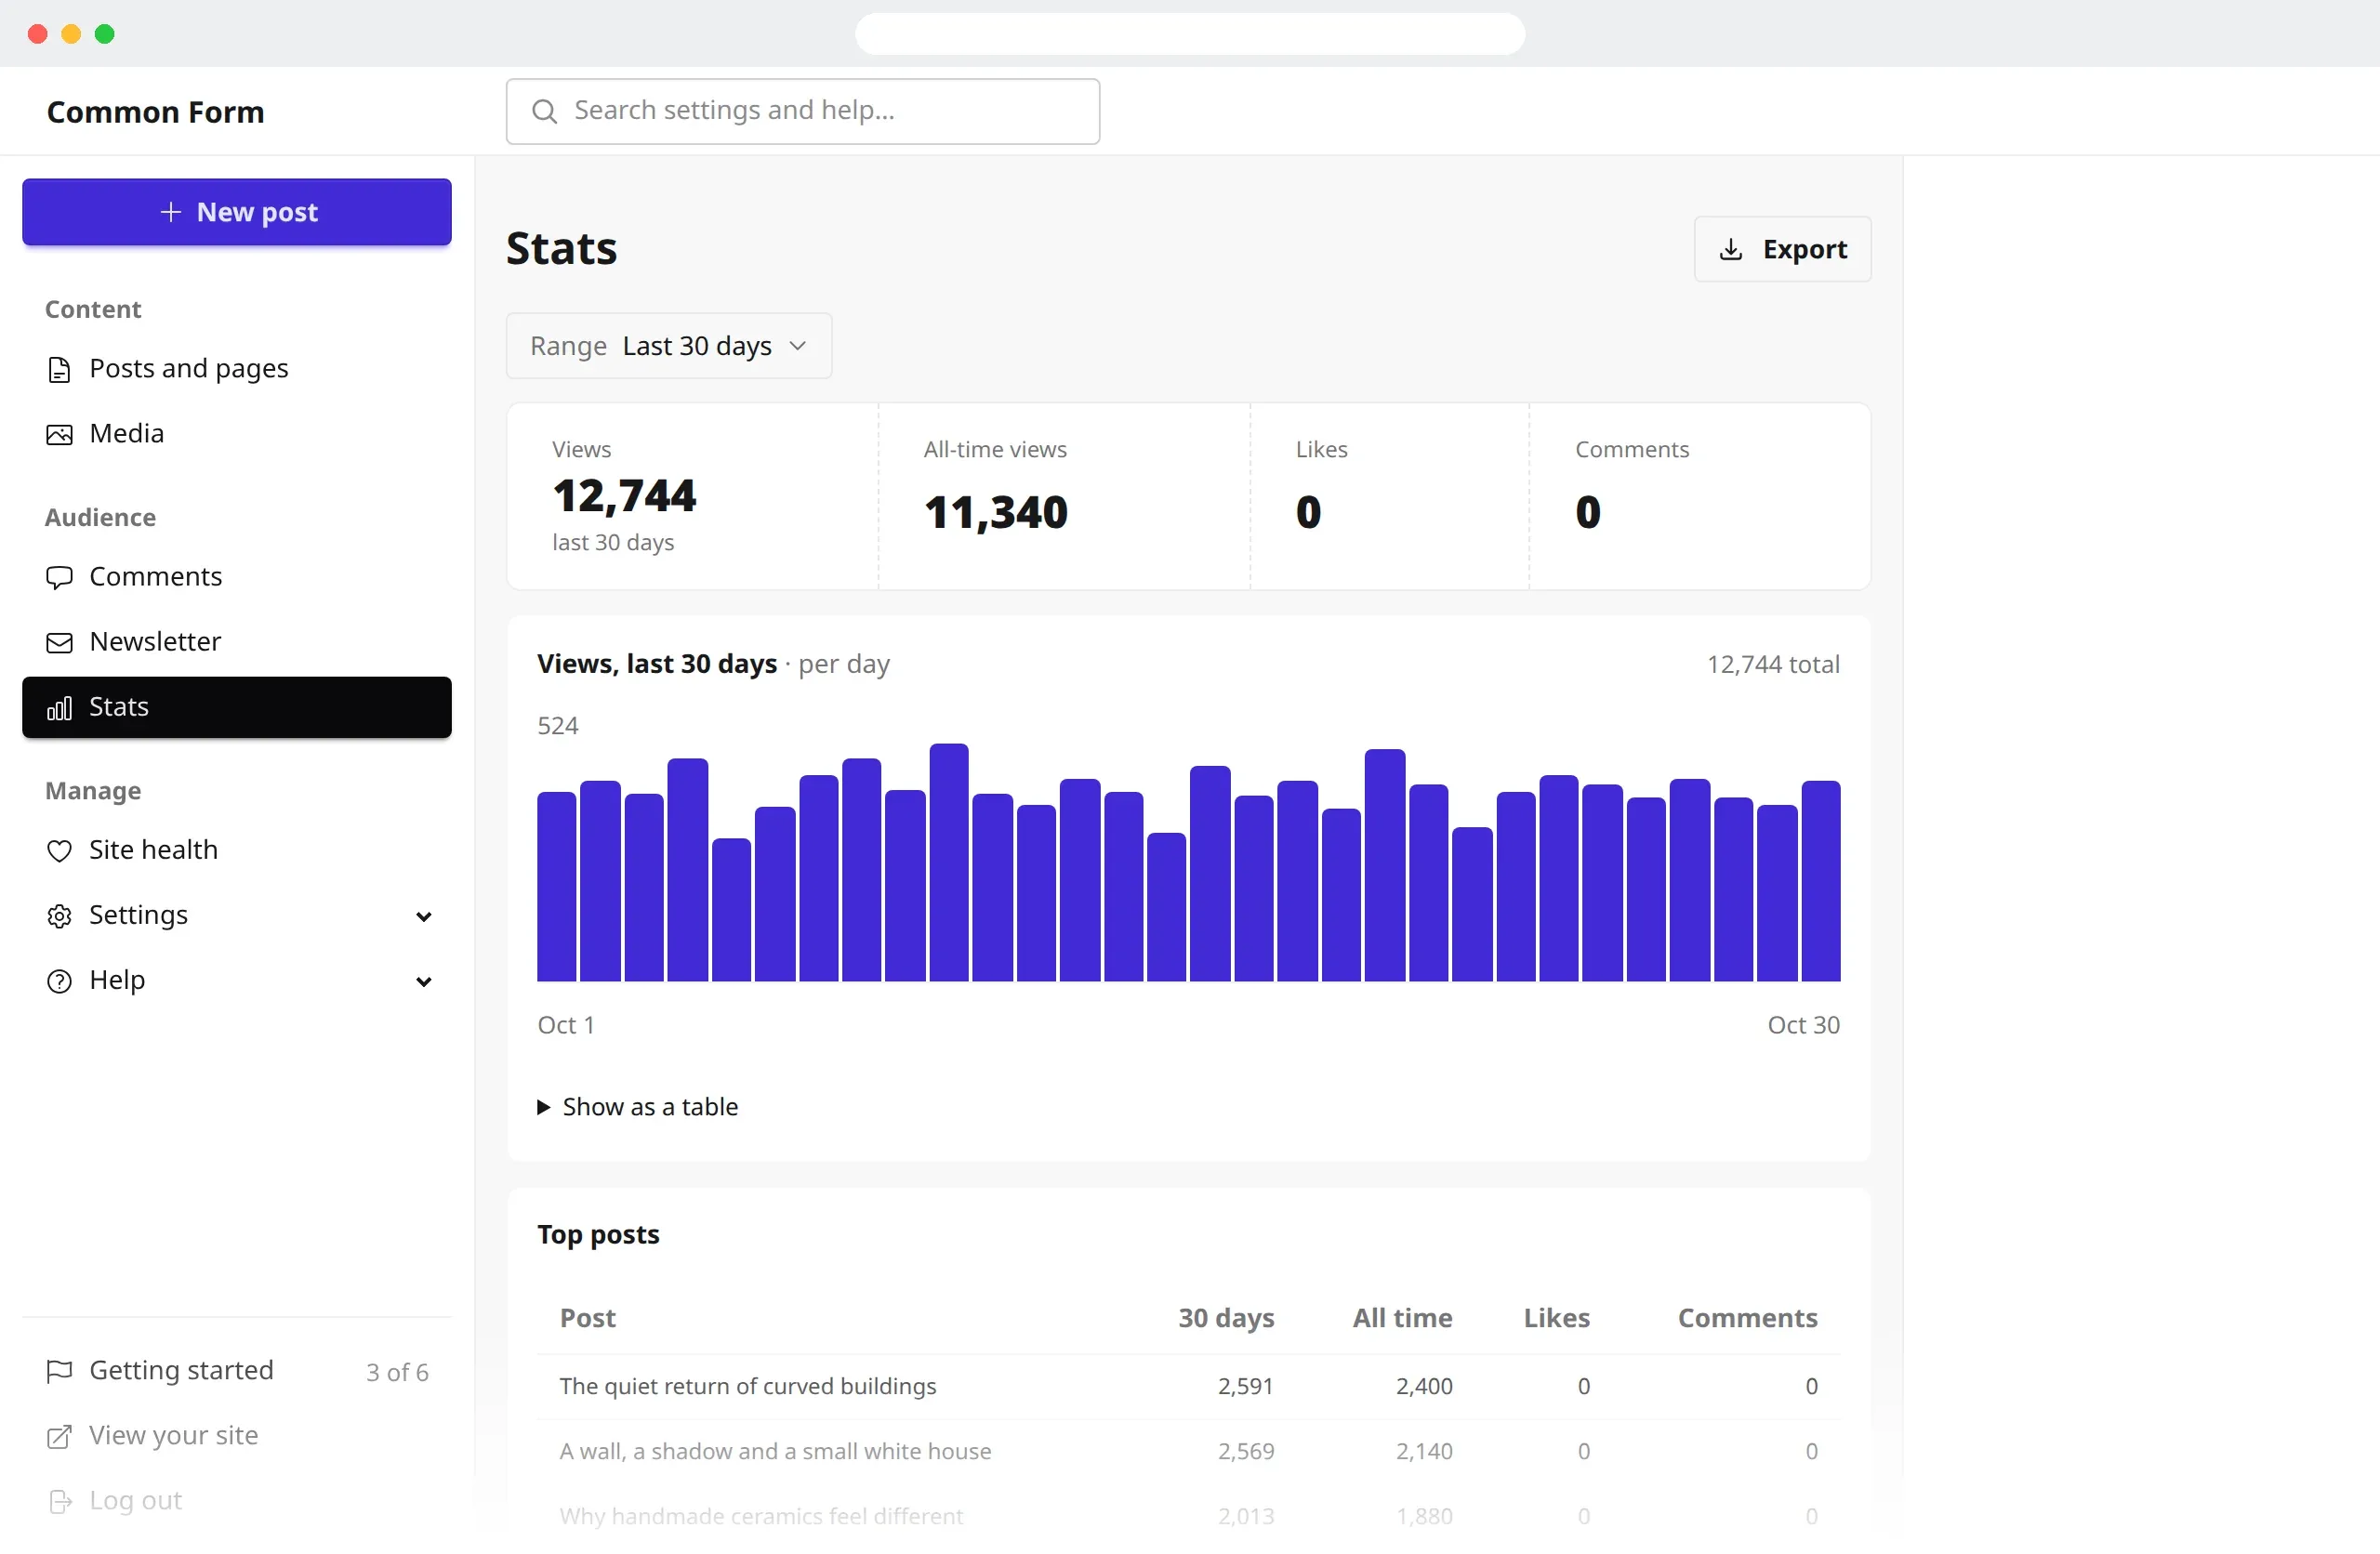 Common Form
Search settings and help...
New post
Content
Posts and pages
Media
Audience
Comments
Newsletter
Stats
Manage
Site health
Settings
Help
Getting started 3 of 6
View your site
Log out
Stats
Export
Range Last 30 days
Views
12,744
last 30 days
All-time views
11,340
Likes
0
Comments
0
Views, last 30 days · per day 12,744 total
524
Oct 1 Oct 30
Show as a table
Top posts
Post 30 days All time Likes Comments
The quiet return of curved buildings 2,591 2,400 0 0
A wall, a shadow and a small white house 2,569 2,140 0 0
Why handmade ceramics feel different 2,013 1,880 0 0